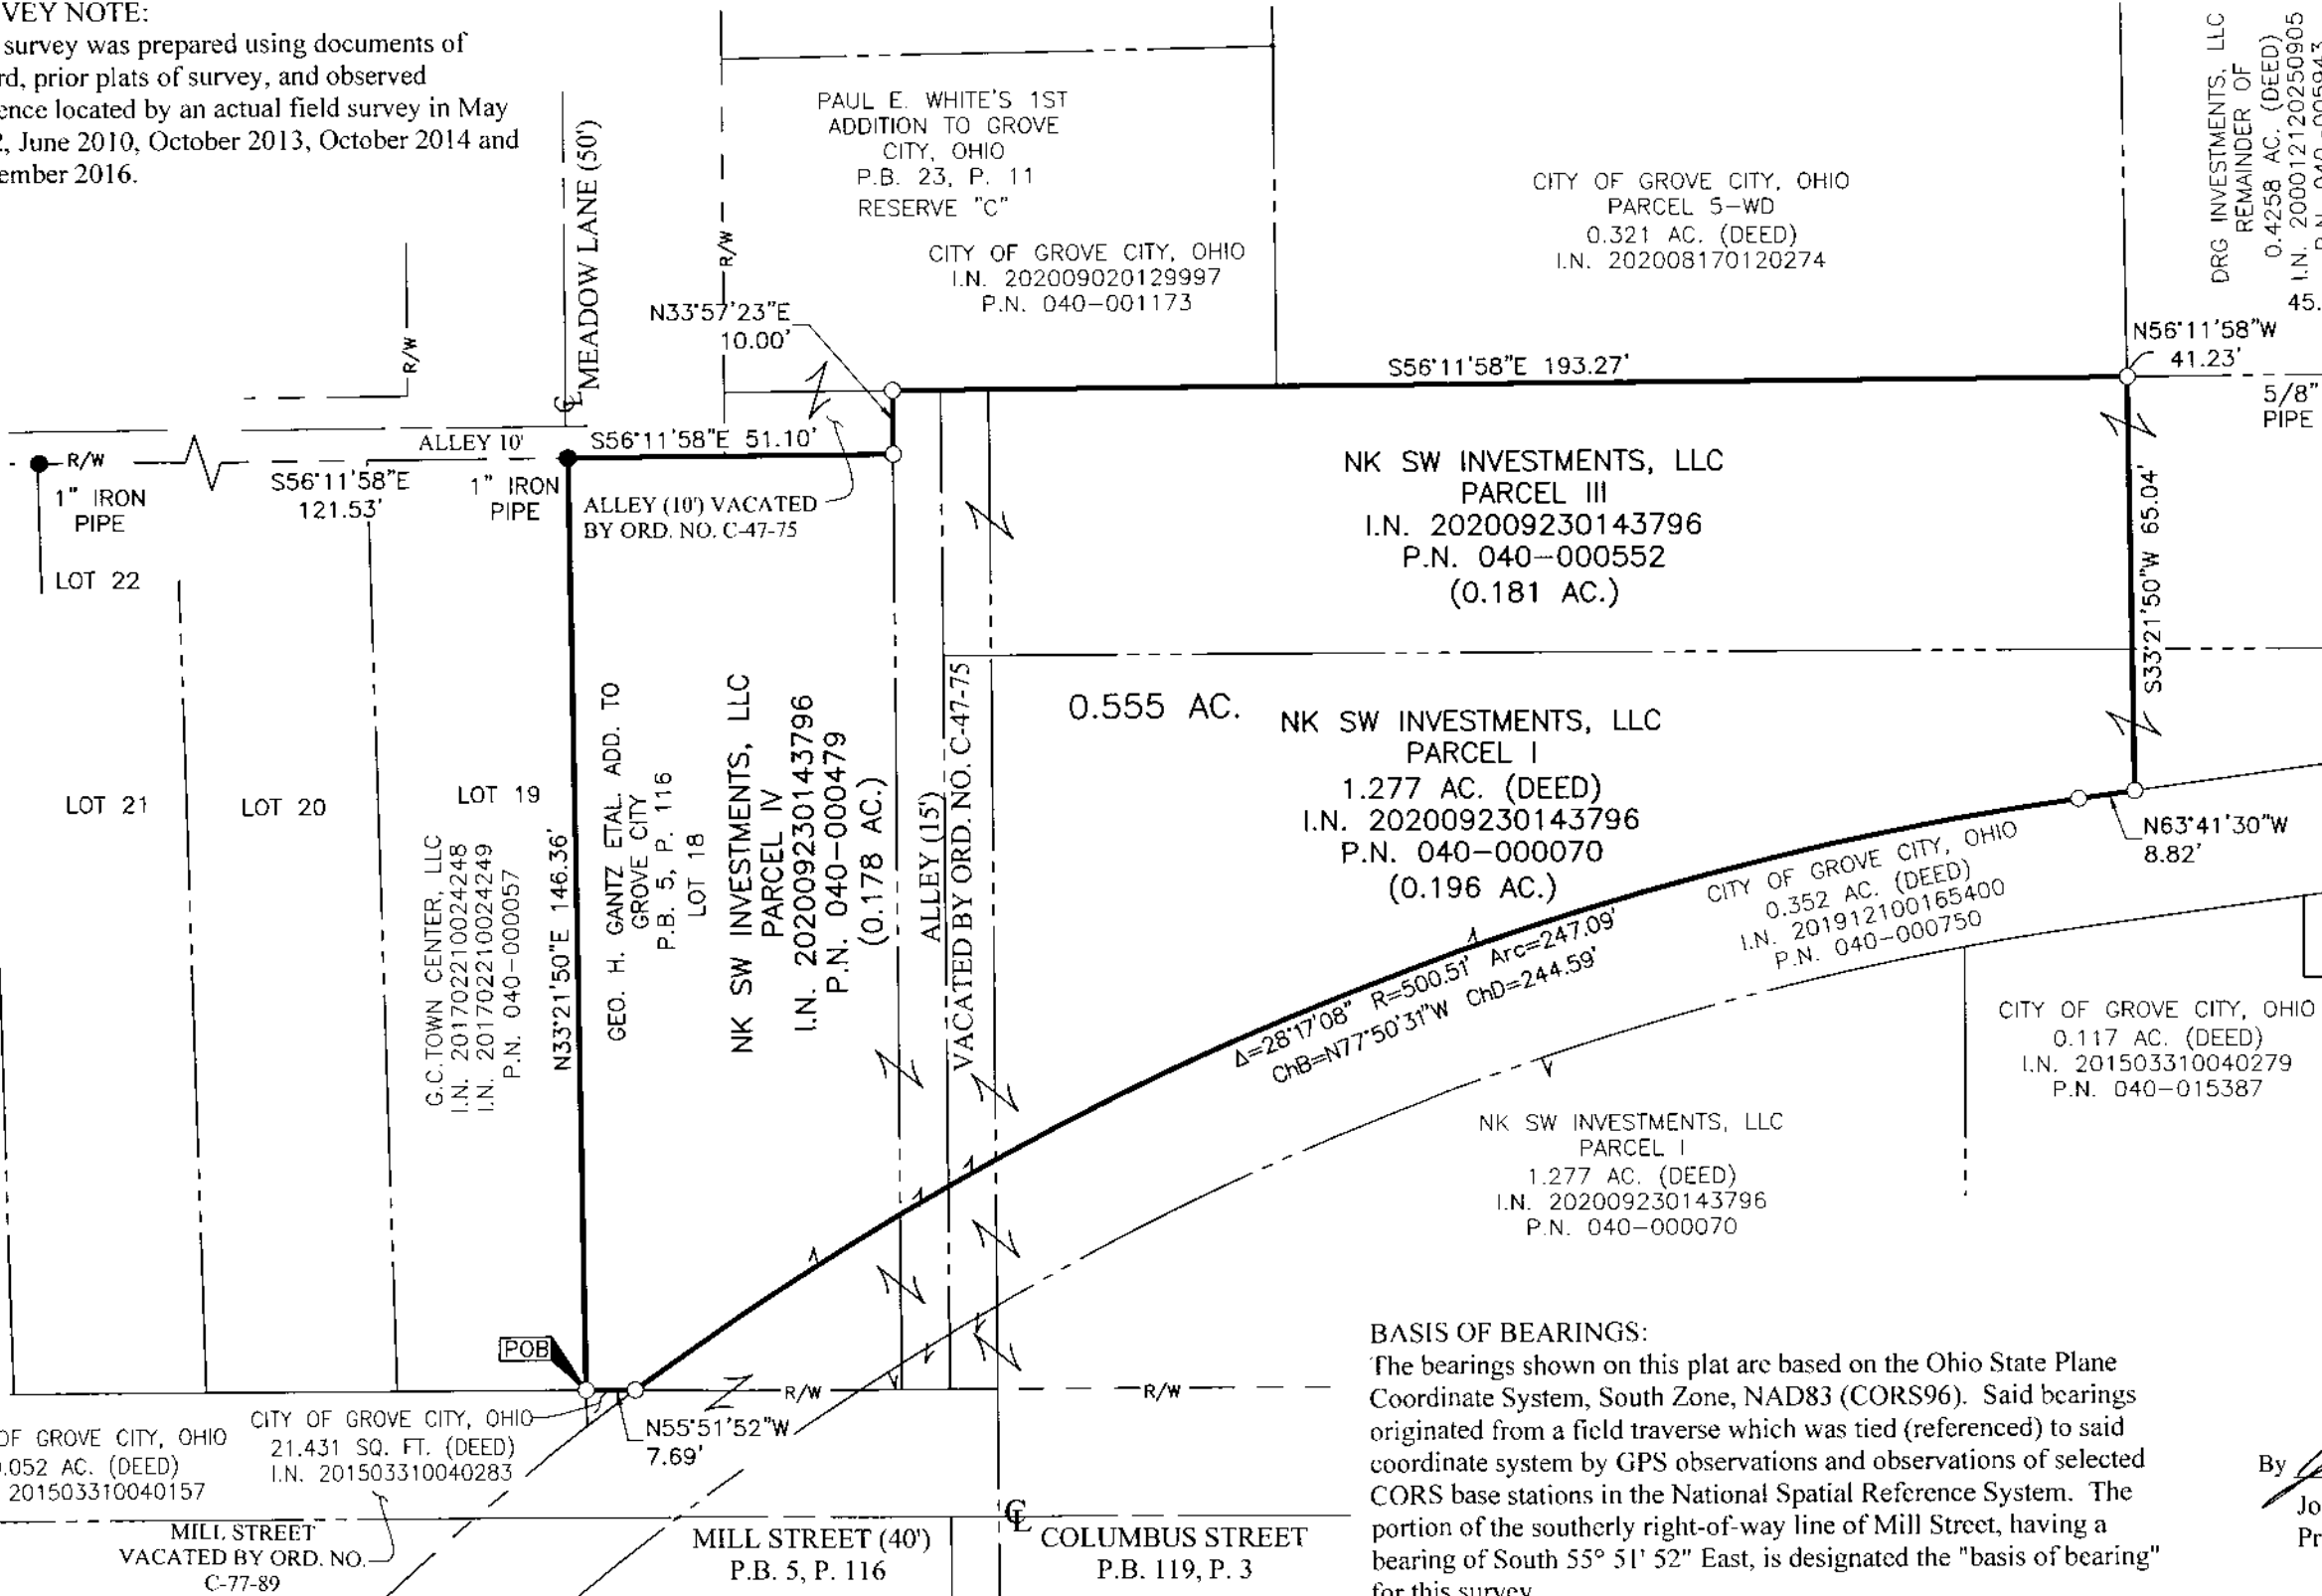 VEY NOTE:
survey was prepared using documents of
rd, prior plats of survey, and observed
ence located by an actual field survey in May
2, June 2010, October 2013, October 2014 and
ember 2016.
MEADOW LANE (50')
R/W
R/W
PAUL E. WHITE'S 1ST
ADDITION TO GROVE
CITY, OHIO
P.B. 23, P. 11
RESERVE "C"
CITY OF GROVE CITY, OHIO
I.N. 202009020129997
P.N. 040-001173
CITY OF GROVE CITY, OHIO
PARCEL 5-WD
0.321 AC. (DEED)
I.N. 202008170120274
DRG INVESTMENTS, LLC
REMAINDER OF
0.4258 AC. (DEED)
I.N. 200012120250905
45.
N33°57'23"E
10.00'
S56°11'58"E 193.27'
N56°11'58"W
41.23'
5/8"
PIPE
ALLEY 10'
S56°11'58"E 51.10'
R/W
1" IRON
PIPE
S56°11'58"E
121.53'
1" IRON
PIPE
ALLEY (10') VACATED
BY ORD. NO. C-47-75
NK SW INVESTMENTS, LLC
PARCEL III
I.N. 202009230143796
P.N. 040-000552
(0.181 AC.)
S33°21'50"W 65.04'
LOT 22
LOT 21
LOT 20
LOT 19
G.C.TOWN CENTER, LLC
I.N. 201702210024248
I.N. 201702210024249
P.N. 040-000057
N33°21'50"E 146.36'
GEO. H. GANTZ ETAL. ADD. TO
GROVE CITY
P.B. 5, P. 116
LOT 18
NK SW INVESTMENTS, LLC
PARCEL IV
I.N. 202009230143796
P.N. 040-000479
(0.178 AC.)
ALLEY (15')
VACATED BY ORD. NO. C-47-75
0.555 AC.
NK SW INVESTMENTS, LLC
PARCEL I
1.277 AC. (DEED)
I.N. 202009230143796
P.N. 040-000070
(0.196 AC.)
N63°41'30"W
8.82'
CITY OF GROVE CITY, OHIO
0.352 AC. (DEED)
I.N. 201912100165400
P.N. 040-000750
Δ=28°17'08" R=500.51' Arc=247.09'
ChB=N77°50'31"W ChD=244.59'
CITY OF GROVE CITY, OHIO
0.117 AC. (DEED)
I.N. 201503310040279
P.N. 040-015387
NK SW INVESTMENTS, LLC
PARCEL I
1.277 AC. (DEED)
I.N. 202009230143796
P.N. 040-000070
POB
R/W
R/W
N55°51'52"W
7.69'
CITY OF GROVE CITY, OHIO
21.431 SQ. FT. (DEED)
I.N. 201503310040283
OF GROVE CITY, OHIO
.052 AC. (DEED)
201503310040157
MILL STREET
VACATED BY ORD. NO.
C-77-89
MILL STREET (40')
P.B. 5, P. 116
COLUMBUS STREET
P.B. 119, P. 3
BASIS OF BEARINGS:
The bearings shown on this plat are based on the Ohio State Plane
Coordinate System, South Zone, NAD83 (CORS96). Said bearings
originated from a field traverse which was tied (referenced) to said
coordinate system by GPS observations and observations of selected
CORS base stations in the National Spatial Reference System. The
portion of the southerly right-of-way line of Mill Street, having a
bearing of South 55° 51' 52" East, is designated the "basis of bearing"
for this survey
By
Jo
Pr